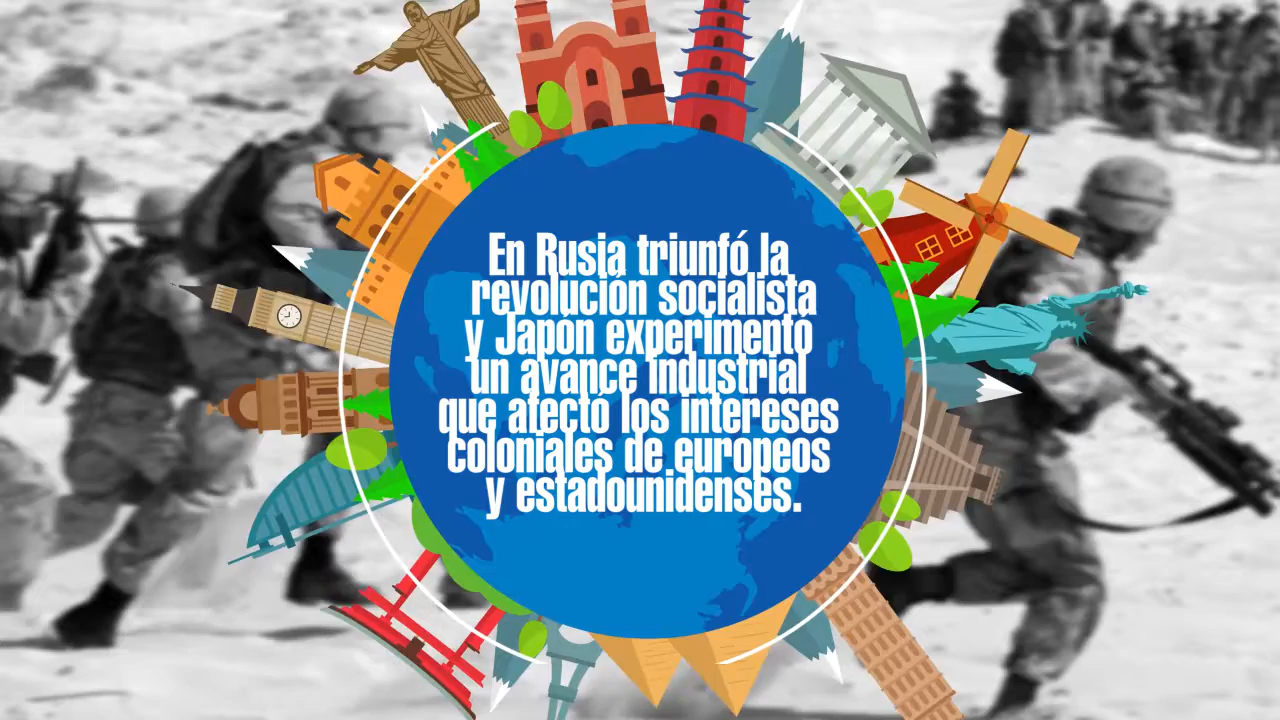 En Rusia triunfó la
revolución socialista
y Japón experimentó
un avance industrial
que afectó los intereses
coloniales de europeos
y estadounidenses.